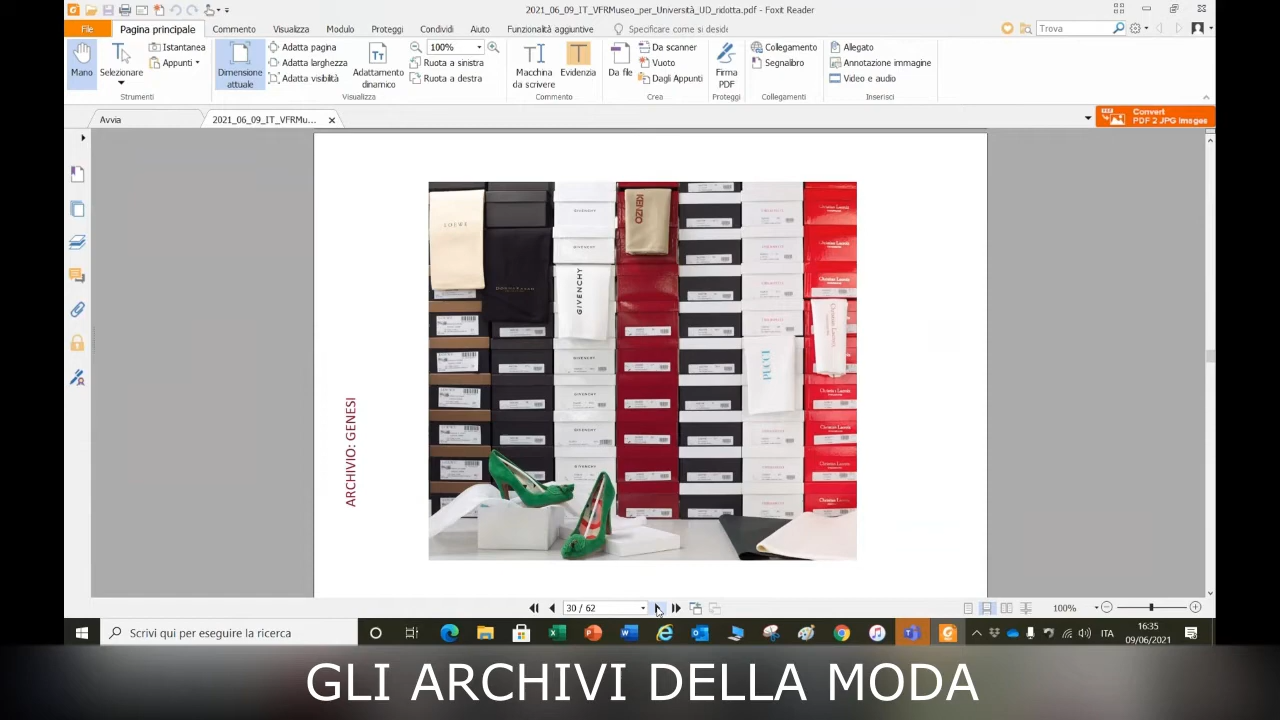 2021_06_09_IT_VFRMuseo_per_Università_UD_ridotta.pdf - Foxit Reader
File
Pagina principale
Commento
Visualizza
Modulo
Proteggi
Condividi
Aiuto
Funzionalità aggiuntive
Specificare come si desid
Trova
Mano
Selezionare
Istantanea
Appunti
Strumenti
Dimensione attuale
Adatta pagina
Adatta larghezza
Adatta visibilità
Adattamento dinamico
100%
Ruota a sinistra
Ruota a destra
Visualizza
Macchina da scrivere
Evidenzia
Commento
Da file
Da scanner
Vuoto
Dagli Appunti
Crea
Firma PDF
Proteggi
Collegamento
Segnalibro
Collegamenti
Allegato
Annotazione immagine
Video e audio
Inserisci
Avvia
2021_06_09_IT_VFRMu...
Convert
PDF 2 JPG Images
LOEWE
GIVENCHY
KENZO
GIVENCHY
PUCCI
Christian Lacroix
ARCHIVIO: GENESI
30 / 62
100%
Scrivi qui per eseguire la ricerca
ITA
16:35
09/06/2021
GLI ARCHIVI DELLA MODA